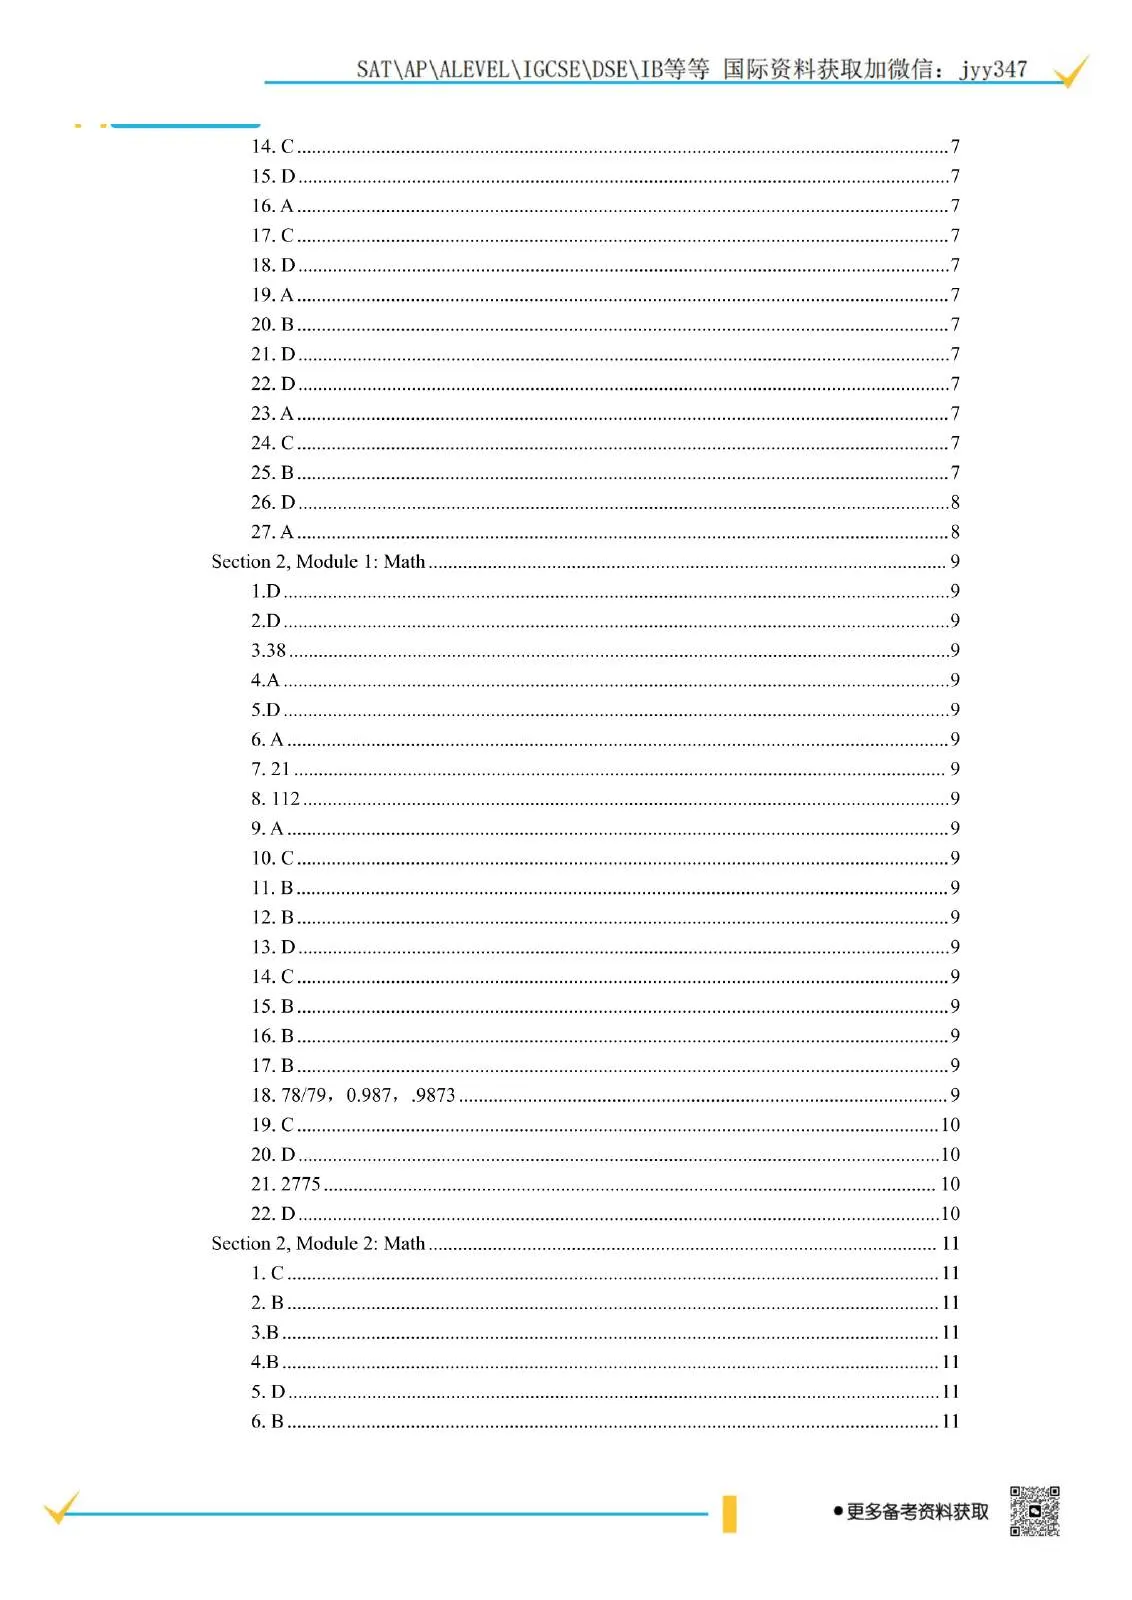 SAT\AP\ALEVEL\IGCSE\DSE\IB等等 国际资料获取加微信: jyy347
14. C........................7
15. D........................7
16. A........................7
17. C........................7
18. D........................7
19. A........................7
20. B........................7
21. D........................7
22. D........................7
23. A........................7
24. C........................7
25. B........................7
26. D........................8
27. A........................8
Section 2, Module 1: Math........................ 9
1.D........................9
2.D........................9
3.38........................9
4.A........................9
5.D........................9
6. A........................9
7. 21........................ 9
8. 112........................9
9. A........................9
10. C........................9
11. B........................9
12. B........................9
13. D........................9
14. C........................9
15. B........................9
16. B........................9
17. B........................9
18. 78/79，0.987，.9873........................ 9
19. C........................10
20. D........................10
21. 2775........................ 10
22. D........................10
Section 2, Module 2: Math........................ 11
1. C........................11
2. B........................11
3.B........................11
4.B........................11
5. D........................11
6. B........................11
●更多备考资料获取